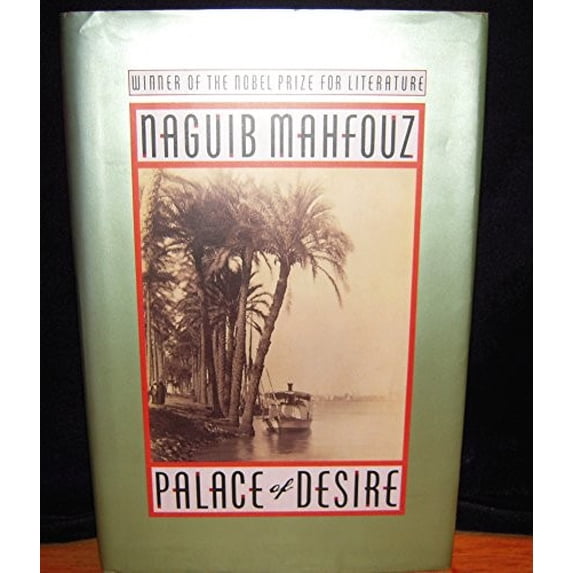 WINNER OF THE NOBEL PRIZE FOR LITERATURE
NAGUIB MAHFOUZ
PALACE of DESIRE